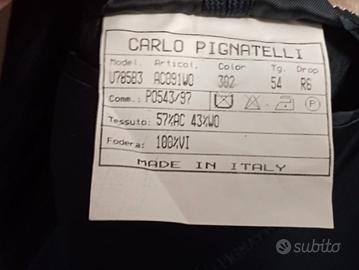 CARLO PIGNATELLI
Model. Articol. Color Tg. Drop
U785B3 AC091WO 302 54 R6
Comm.: P0543/97
Tessuto: 57%AC 43%WO
Fodera: 100%VI
MADE IN ITALY
subito